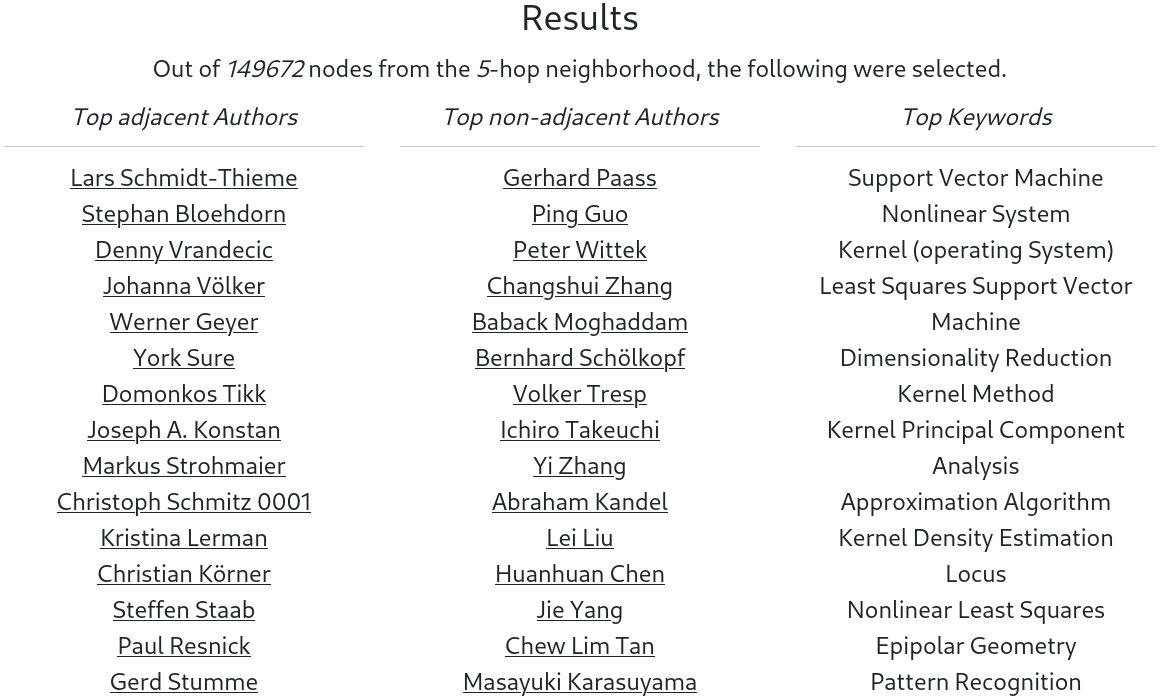 Results
Out of 149672 nodes from the 5-hop neighborhood, the following were selected.
Top adjacent Authors
Lars Schmidt-Thieme
Stephan Bloehdorn
Denny Vrandecic
Johanna Völker
Werner Geyer
York Sure
Domonkos Tikk
Joseph A. Konstan
Markus Strohmaier
Christoph Schmitz 0001
Kristina Lerman
Christian Körner
Steffen Staab
Paul Resnick
Gerd Stumme
Top non-adjacent Authors
Gerhard Paass
Ping Guo
Peter Wittek
Changshui Zhang
Baback Moghaddam
Bernhard Schölkopf
Volker Tresp
Ichiro Takeuchi
Yi Zhang
Abraham Kandel
Lei Liu
Huanhuan Chen
Jie Yang
Chew Lim Tan
Masayuki Karasuyama
Top Keywords
Support Vector Machine
Nonlinear System
Kernel (operating System)
Least Squares Support Vector
Machine
Dimensionality Reduction
Kernel Method
Kernel Principal Component
Analysis
Approximation Algorithm
Kernel Density Estimation
Locus
Nonlinear Least Squares
Epipolar Geometry
Pattern Recognition